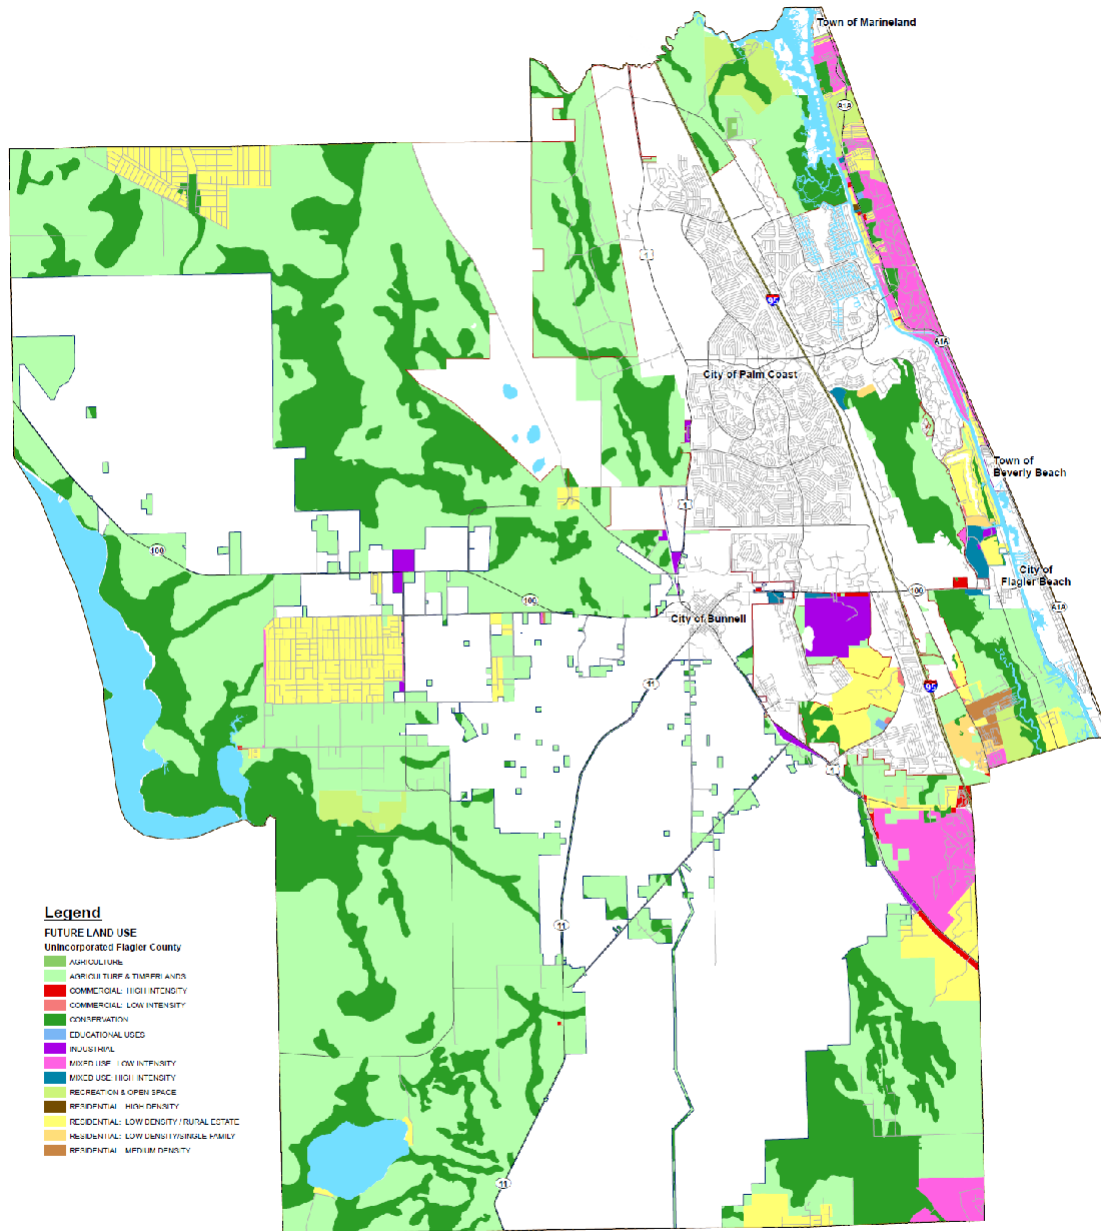 Town of Marineland
A1A
1
95
A1A
City of Palm Coast
Town of
Beverly Beach
1
100
City of
Flagler Beach
100
100
A1A
City of Bunnell
11
95
1
11
11
Legend
FUTURE LAND USE
Unincorporated Flagler County
AGRICULTURE
AGRICULTURE & TIMBERLANDS
COMMERCIAL: HIGH INTENSITY
COMMERCIAL: LOW INTENSITY
CONSERVATION
EDUCATIONAL USES
INDUSTRIAL
MIXED USE: LOW INTENSITY
MIXED USE: HIGH INTENSITY
RECREATION & OPEN SPACE
RESIDENTIAL: HIGH DENSITY
RESIDENTIAL: LOW DENSITY / RURAL ESTATE
RESIDENTIAL: LOW DENSITY/SINGLE FAMILY
RESIDENTIAL: MEDIUM DENSITY